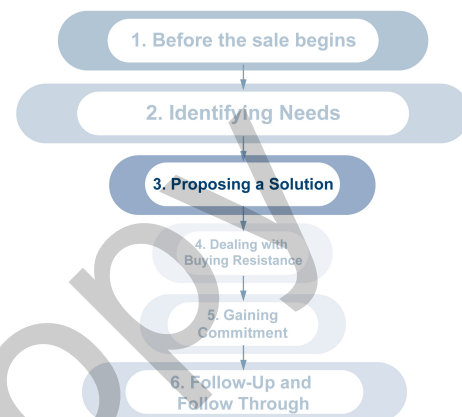 1. Before the sale begins
2. Identifying Needs
3. Proposing a Solution
4. Dealing with
Buying Resistance
5. Gaining
Commitment
6. Follow-Up and
Follow Through